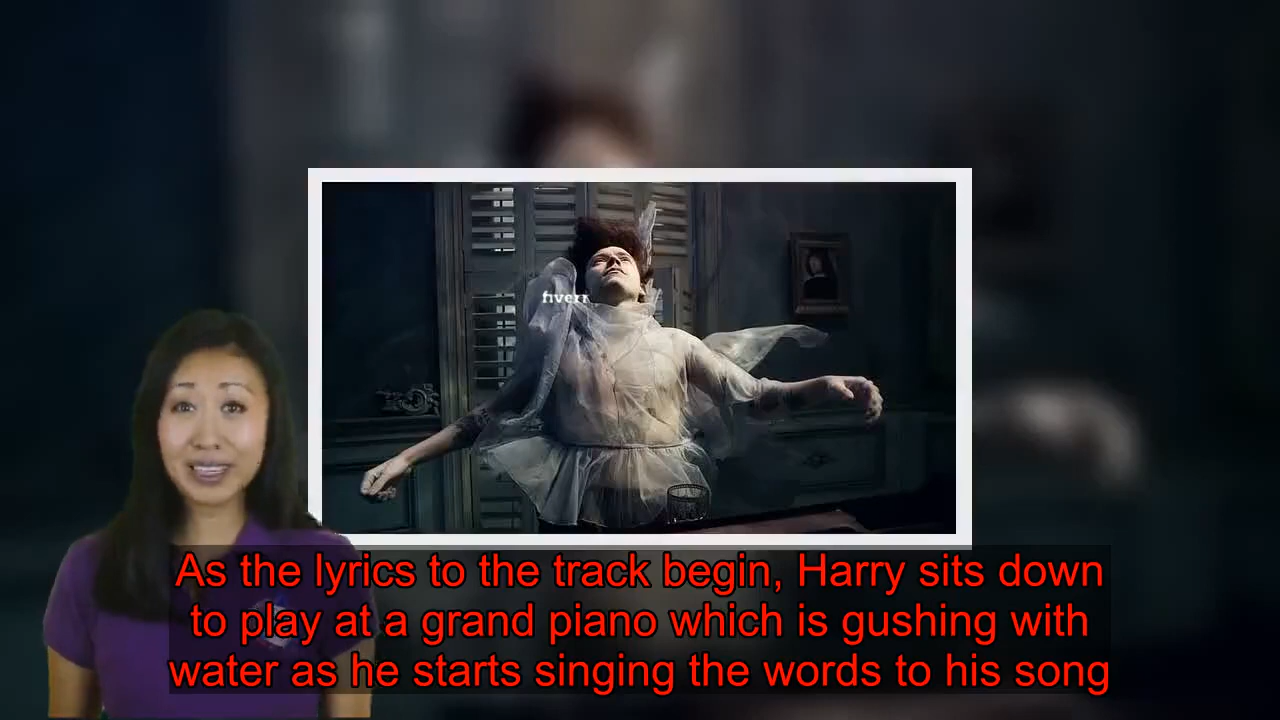 fiverr
As the lyrics to the track begin, Harry sits down
to play at a grand piano which is gushing with
water as he starts singing the words to his song